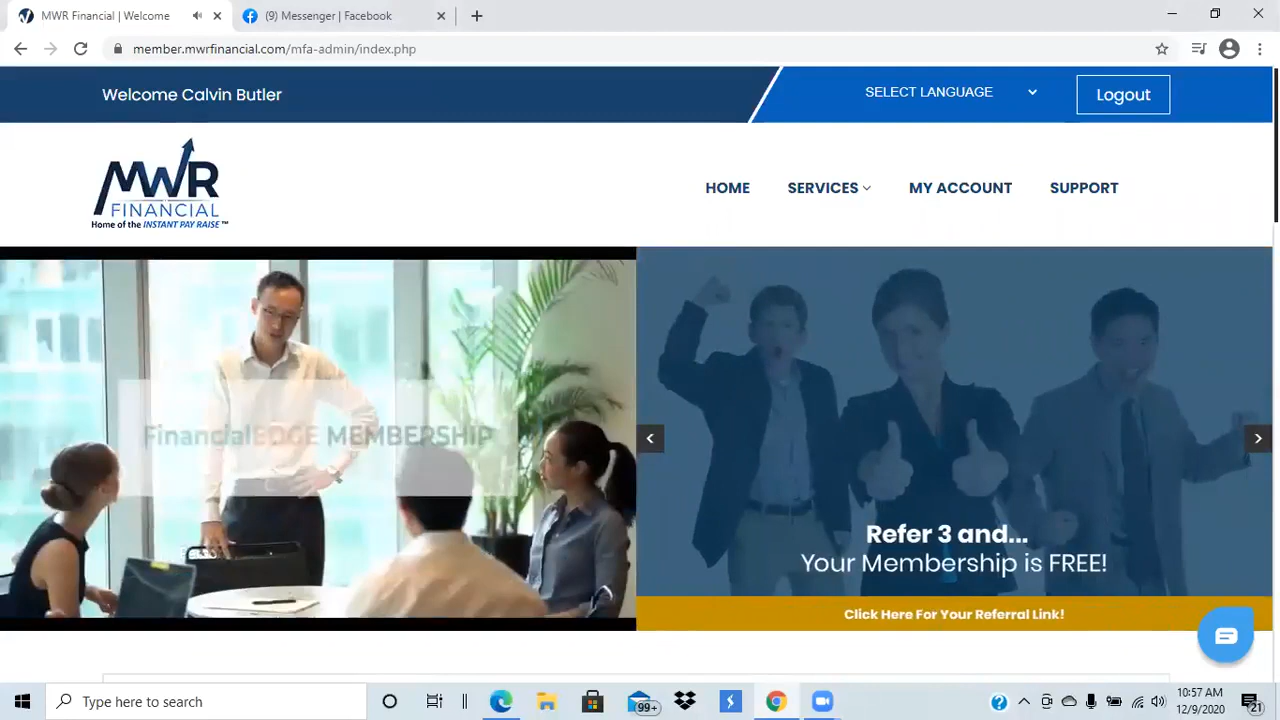 MWR Financial | Welcome
(9) Messenger | Facebook
member.mwrfinancial.com/mfa-admin/index.php
Welcome Calvin Butler
SELECT LANGUAGE
Logout
MWR
FINANCIAL
Home of the INSTANT PAY RAISE™
HOME
SERVICES
MY ACCOUNT
SUPPORT
FinancialEDGE MEMBERSHIP
Refer 3 and...
Your Membership is FREE!
Click Here For Your Referral Link!
Type here to search
99+
10:57 AM
12/9/2020
21